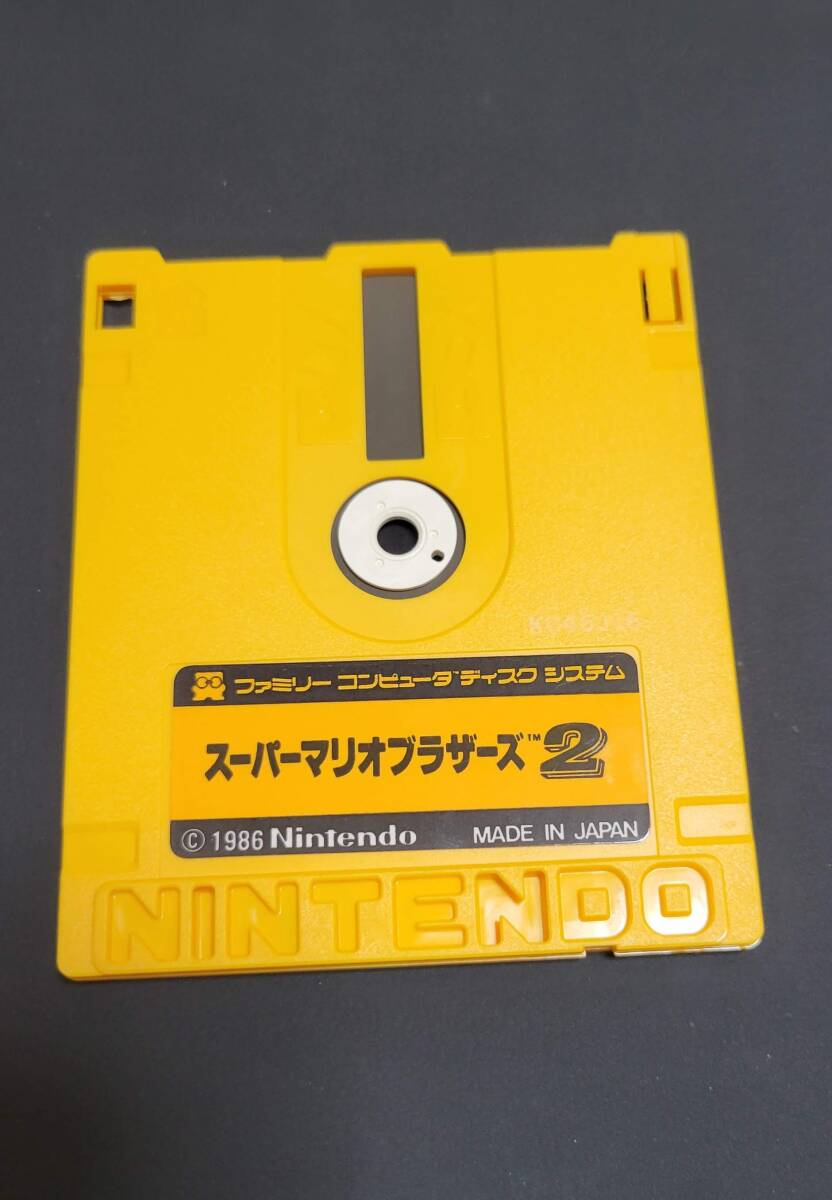 ファミリー コンピュータ™ ディスク システム
スーパーマリオブラザーズ™2
© 1986 Nintendo MADE IN JAPAN
NINTENDO